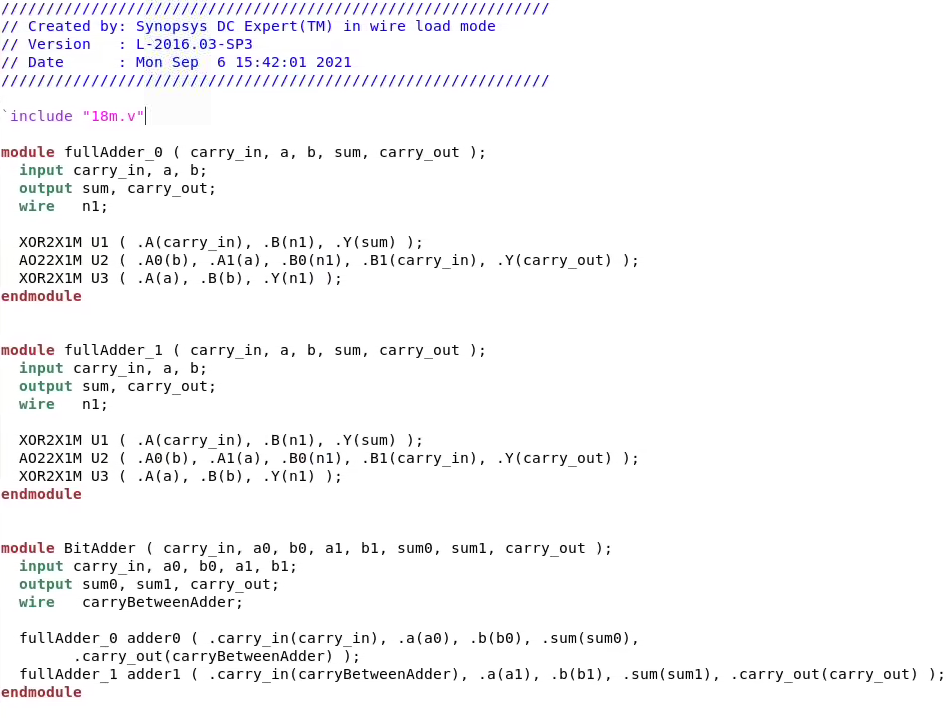 /////////////////////////////////////////////////////////////
// Created by: Synopsys DC Expert(TM) in wire load mode
// Version   : L-2016.03-SP3
// Date      : Mon Sep  6 15:42:01 2021
/////////////////////////////////////////////////////////////

`include "18m.v"

module fullAdder_0 ( carry_in, a, b, sum, carry_out );
  input carry_in, a, b;
  output sum, carry_out;
  wire   n1;

  XOR2X1M U1 ( .A(carry_in), .B(n1), .Y(sum) );
  AO22X1M U2 ( .A0(b), .A1(a), .B0(n1), .B1(carry_in), .Y(carry_out) );
  XOR2X1M U3 ( .A(a), .B(b), .Y(n1) );
endmodule


module fullAdder_1 ( carry_in, a, b, sum, carry_out );
  input carry_in, a, b;
  output sum, carry_out;
  wire   n1;

  XOR2X1M U1 ( .A(carry_in), .B(n1), .Y(sum) );
  AO22X1M U2 ( .A0(b), .A1(a), .B0(n1), .B1(carry_in), .Y(carry_out) );
  XOR2X1M U3 ( .A(a), .B(b), .Y(n1) );
endmodule


module BitAdder ( carry_in, a0, b0, a1, b1, sum0, sum1, carry_out );
  input carry_in, a0, b0, a1, b1;
  output sum0, sum1, carry_out;
  wire   carryBetweenAdder;

  fullAdder_0 adder0 ( .carry_in(carry_in), .a(a0), .b(b0), .sum(sum0),
        .carry_out(carryBetweenAdder) );
  fullAdder_1 adder1 ( .carry_in(carryBetweenAdder), .a(a1), .b(b1), .sum(sum1), .carry_out(carry_out) );
endmodule